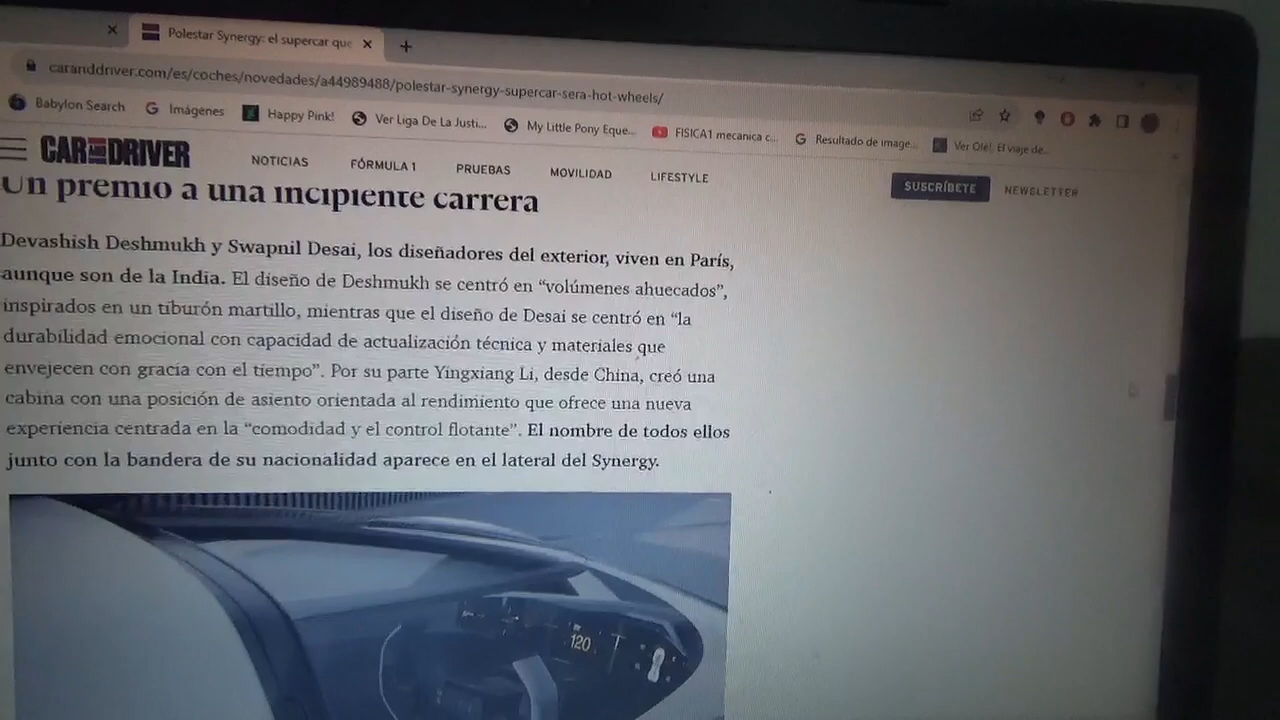 Polestar Synergy: el supercar que
caranddriver.com/es/coches/novedades/a44989488/polestar-synergy-supercar-sera-hot-wheels/
Babylon Search Imágenes Happy Pink! Ver Liga De La Justi... My Little Pony Eque... FISICA1 mecanica c... Resultado de image... Ver Olé!, El viaje de...
CAR AND DRIVER NOTICIAS FÓRMULA 1 PRUEBAS MOVILIDAD LIFESTYLE SUSCRÍBETE NEWSLETTER
Un premio a una incipiente carrera
Devashish Deshmukh y Swapnil Desai, los diseñadores del exterior, viven en París,
aunque son de la India. El diseño de Deshmukh se centró en “volúmenes ahuecados”,
inspirados en un tiburón martillo, mientras que el diseño de Desai se centró en “la
durabilidad emocional con capacidad de actualización técnica y materiales que
envejecen con gracia con el tiempo”. Por su parte Yingxiang Li, desde China, creó una
cabina con una posición de asiento orientada al rendimiento que ofrece una nueva
experiencia centrada en la “comodidad y el control flotante”. El nombre de todos ellos
junto con la bandera de su nacionalidad aparece en el lateral del Synergy.
120